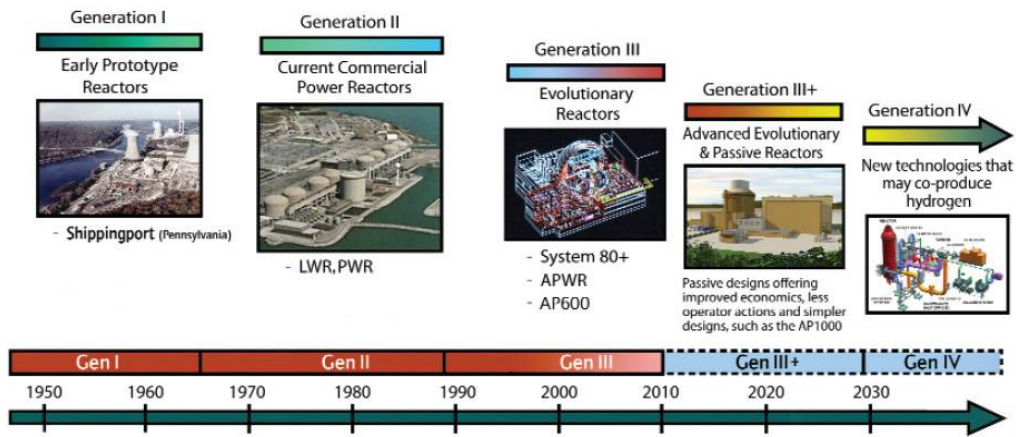 Generation I
Early Prototype
Reactors
- Shippingport (Pennsylvania)
Generation II
Current Commercial
Power Reactors
- LWR, PWR
Generation III
Evolutionary
Reactors
- System 80+
- APWR
- AP600
Generation III+
Advanced Evolutionary
& Passive Reactors
Passive designs offering
improved economics, less
operator actions and simpler
designs, such as the AP1000
Generation IV
New technologies that
may co-produce
hydrogen
REACTOR
Gen I
Gen II
Gen III
Gen III+
Gen IV
1950
1960
1970
1980
1990
2000
2010
2020
2030